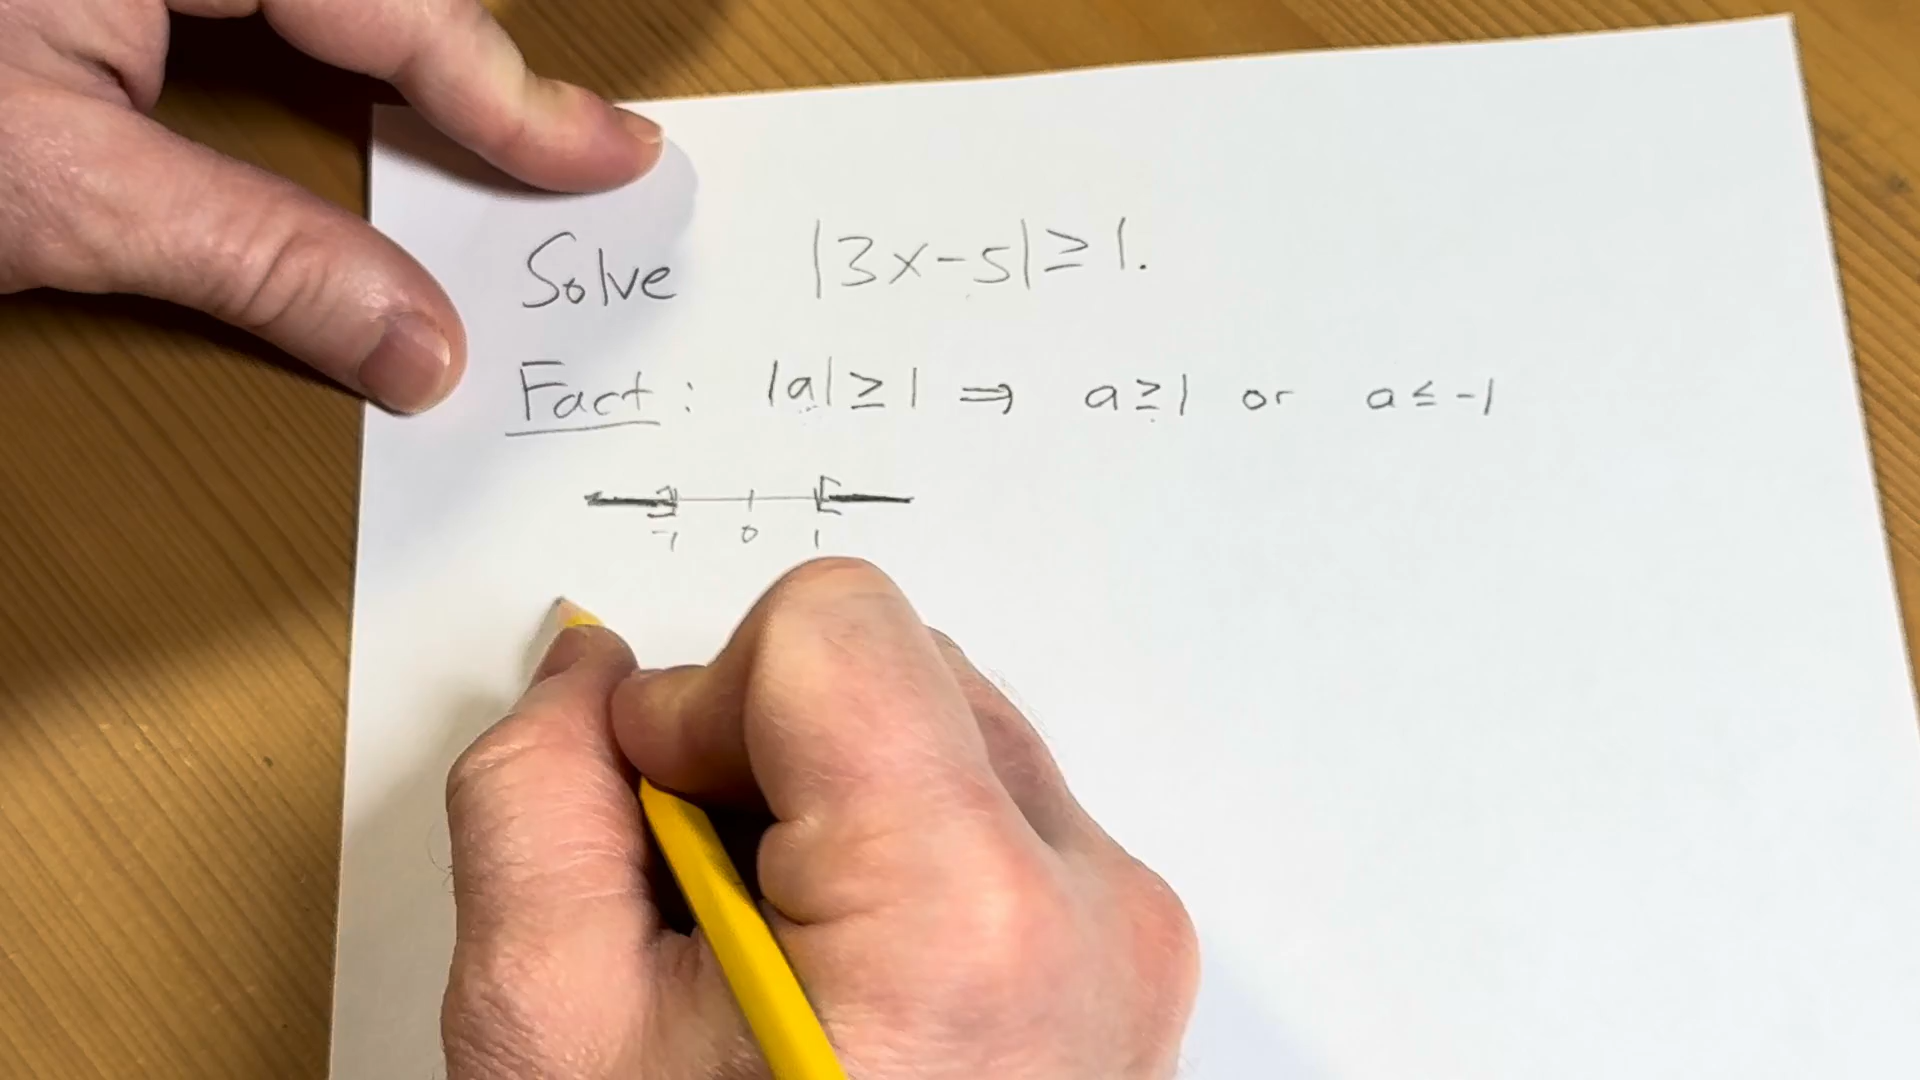 Solve |3x-5|≥1.
Fact: |a|≥1 ⇒ a≥1 or a≤-1
-1 0 1